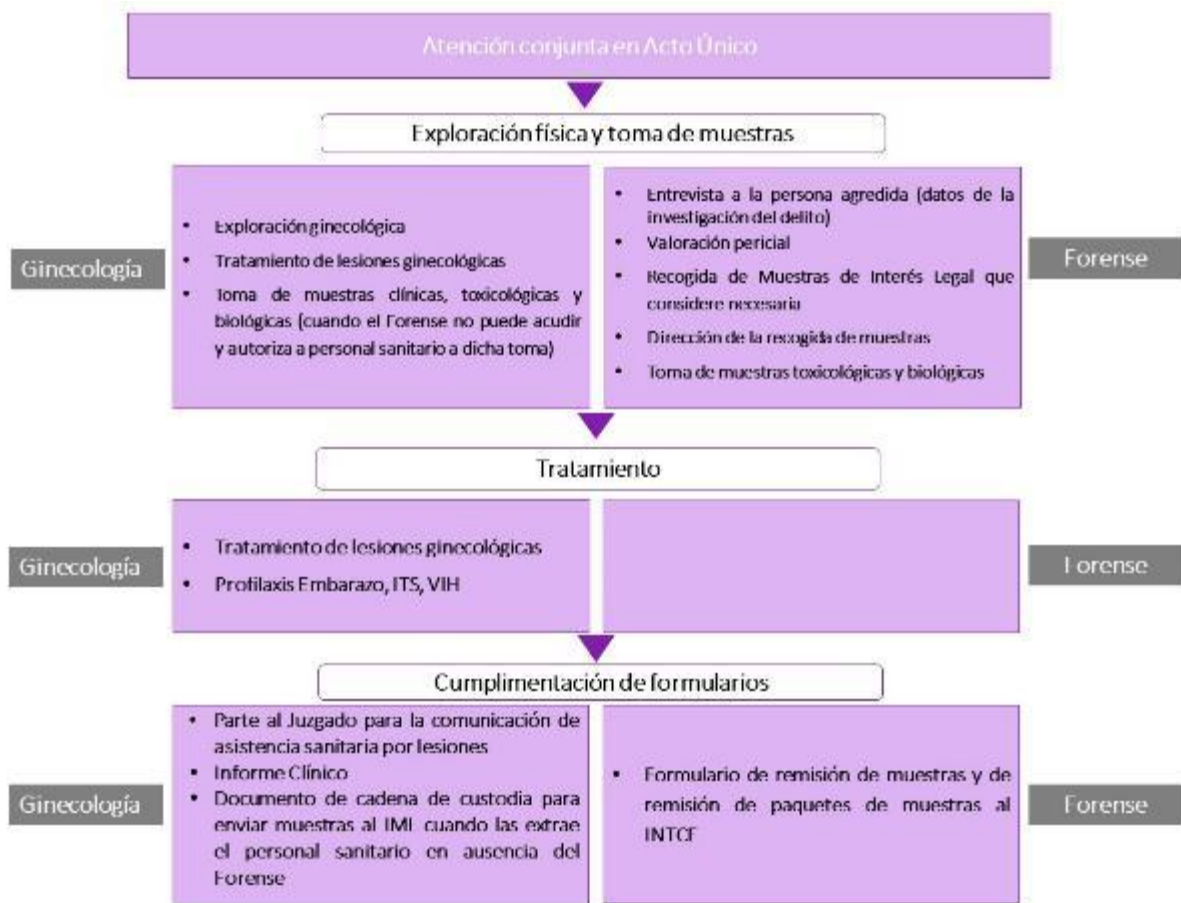 Atención conjunta en Acto Único
Exploración física y toma de muestras
Ginecología
• Exploración ginecológica
• Tratamiento de lesiones ginecológicas
• Toma de muestras clínicas, toxicológicas y
biológicas (cuando el Forense no puede acudir
y autoriza a personal sanitario a dicha toma)
• Entrevista a la persona agredida (datos de la
investigación del delito)
• Valoración pericial
• Recogida de Muestras de Interés Legal que
considere necesaria
• Dirección de la recogida de muestras
• Toma de muestras toxicológicas y biológicas
Forense
Tratamiento
Ginecología
• Tratamiento de lesiones ginecológicas
• Profilaxis Embarazo, ITS, VIH
Forense
Cumplimentación de formularios
Ginecología
• Parte al Juzgado para la comunicación de
asistencia sanitaria por lesiones
• Informe Clínico
• Documento de cadena de custodia para
enviar muestras al IML cuando las extrae
el personal sanitario en ausencia del
Forense
• Formulario de remisión de muestras y de
remisión de paquetes de muestras al
INTCF
Forense